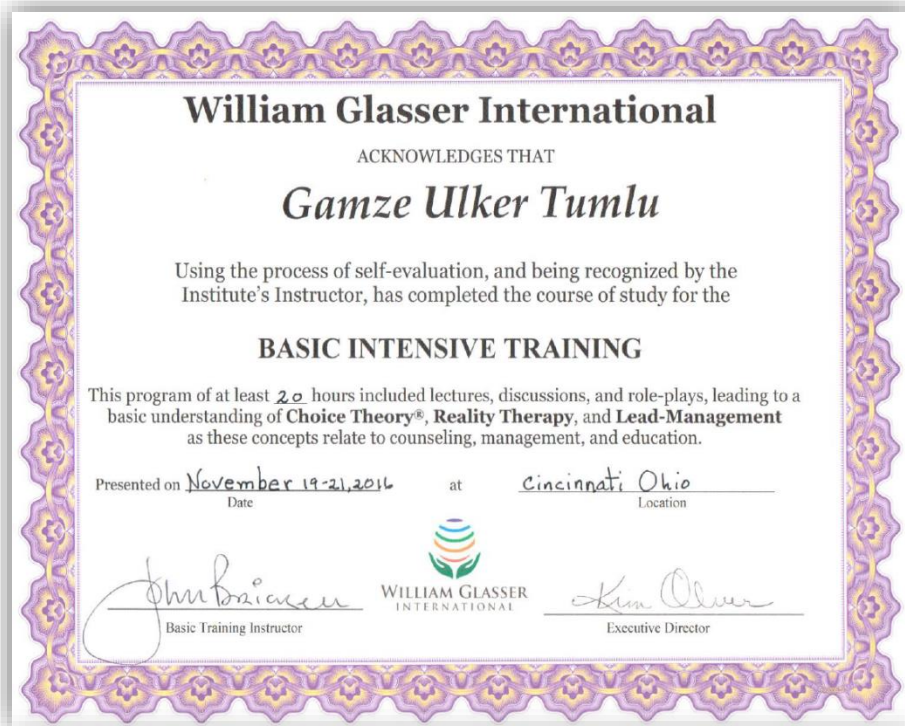 William Glasser International
ACKNOWLEDGES THAT
Gamze Ulker Tumlu
Using the process of self-evaluation, and being recognized by the
Institute's Instructor, has completed the course of study for the
BASIC INTENSIVE TRAINING
This program of at least 20 hours included lectures, discussions, and role-plays, leading to a
basic understanding of Choice Theory®, Reality Therapy, and Lead-Management
as these concepts relate to counseling, management, and education.
Presented on November 19-21,2016 at Cincinnati Ohio
Date Location
WILLIAM GLASSER
INTERNATIONAL
John Kim
Basic Training Instructor Executive Director